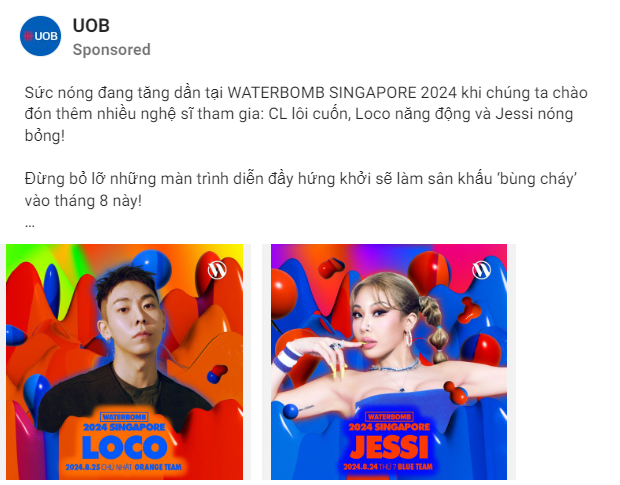 UOB
UOB
Sponsored
Sức nóng đang tăng dần tại WATERBOMB SINGAPORE 2024 khi chúng ta chào
đón thêm nhiều nghệ sĩ tham gia: CL lôi cuốn, Loco năng động và Jessi nóng
bỏng!
Đừng bỏ lỡ những màn trình diễn đầy hứng khởi sẽ làm sân khấu ‘bùng cháy’
vào tháng 8 này!
...
W
WATERBOMB
2024 SINGAPORE
LOCO
2024.8.25 CHỦ NHẬT ORANGE TEAM
W
WATERBOMB
2024 SINGAPORE
JESSI
2024.8.24 THỨ 7 BLUE TEAM